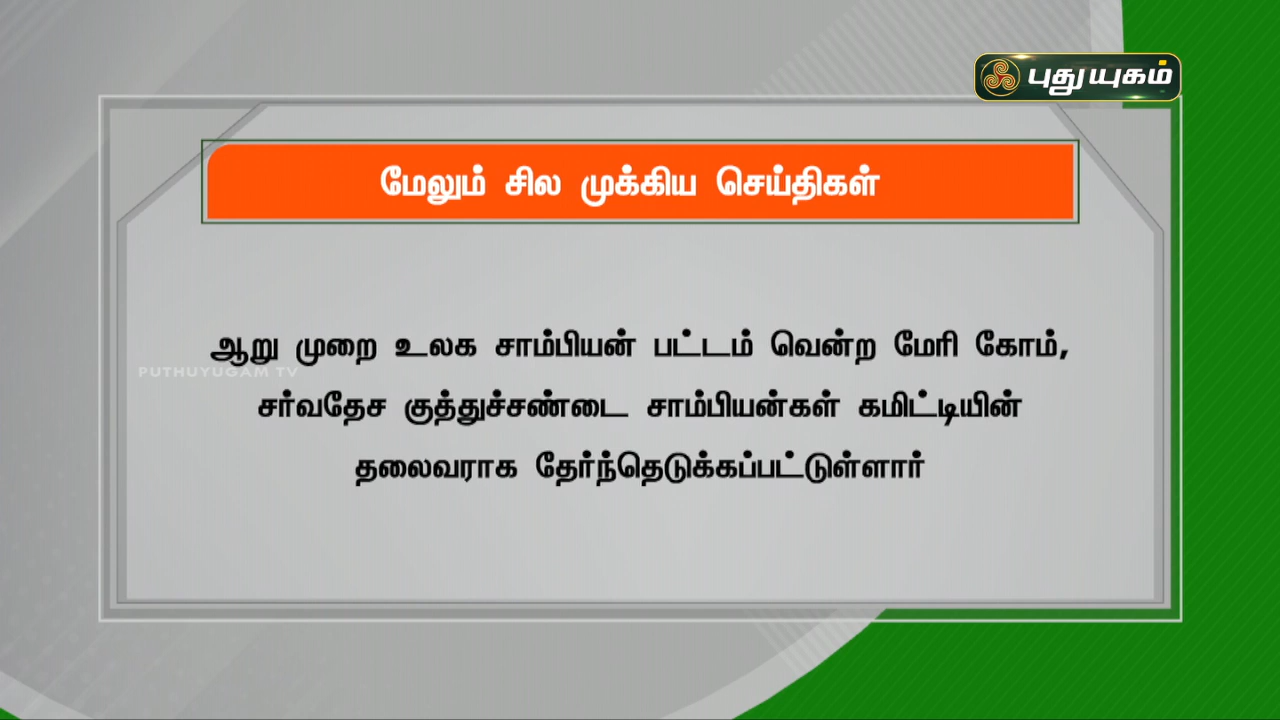 புதுயுகம்
மேலும் சில முக்கிய செய்திகள்
ஆறு முறை உலக சாம்பியன் பட்டம் வென்ற மேரி கோம்,
PUTHUYUGAM TV
சர்வதேச குத்துச்சண்டை சாம்பியன்கள் கமிட்டியின்
தலைவராக தேர்ந்தெடுக்கப்பட்டுள்ளார்